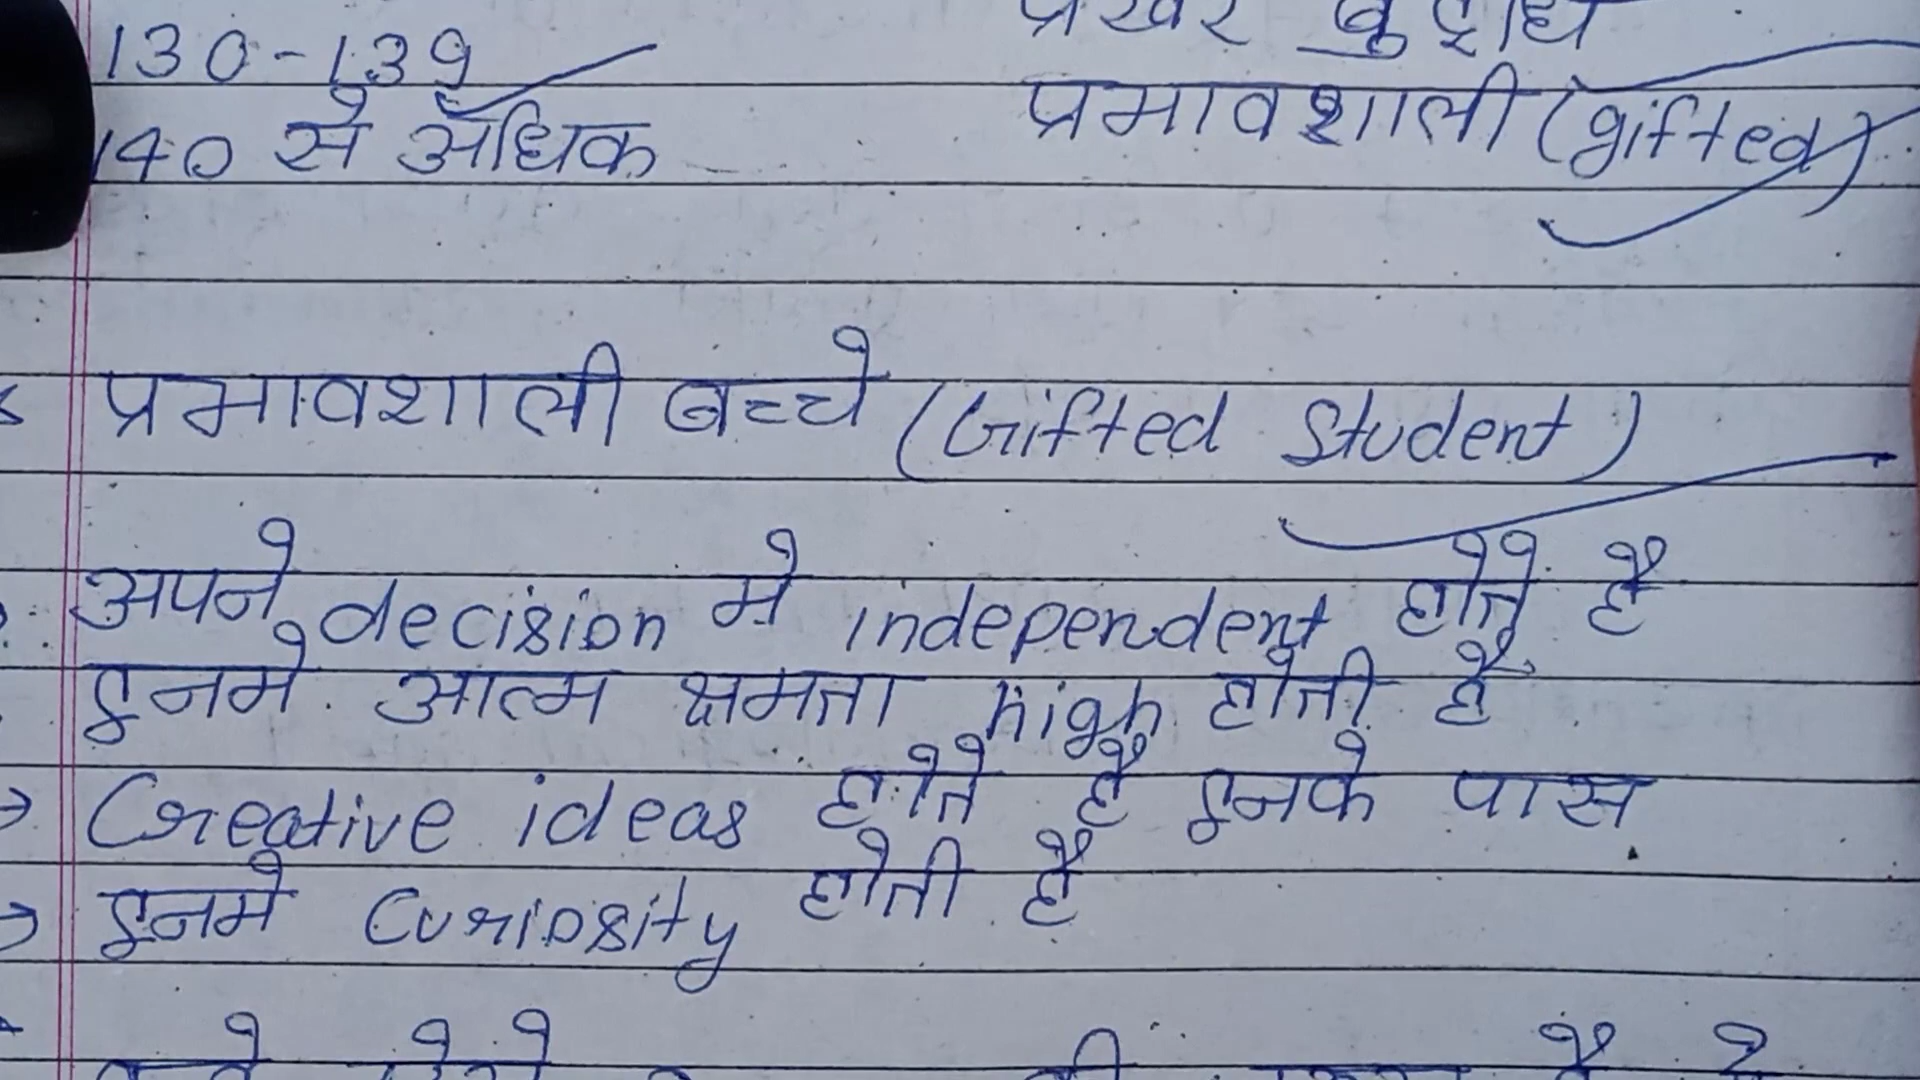 130-139 प्रखर बुद्धि
140 से अधिक प्रभावशाली (gifted)
प्रभावशाली बच्चे (Gifted Student)
अपने decision मे independent होते है
इनमे आत्म क्षमता high होती है
→ Creative ideas होते है इनके पास
→ इनमे Curiosity होती है